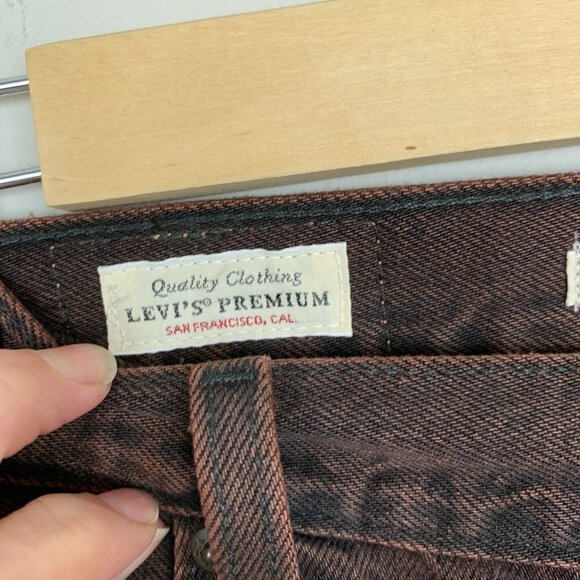 Quality Clothing
LEVI'S® PREMIUM
SAN FRANCISCO, CAL.